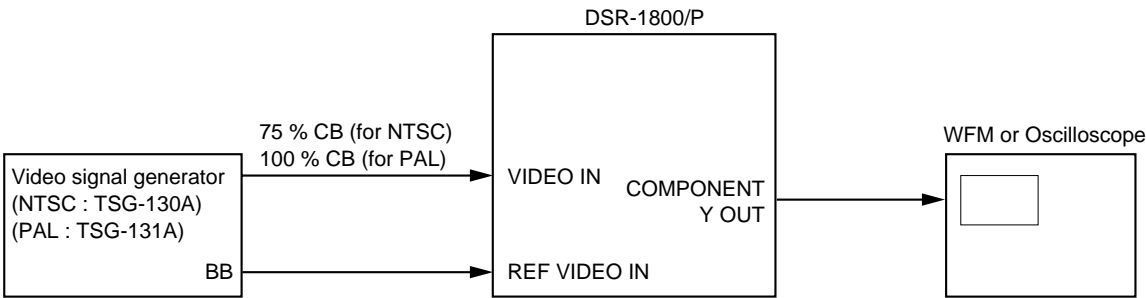 DSR-1800/P
75 % CB (for NTSC)
100 % CB (for PAL)
WFM or Oscilloscope
Video signal generator
(NTSC : TSG-130A)
(PAL : TSG-131A)
BB
VIDEO IN
COMPONENT
Y OUT
REF VIDEO IN